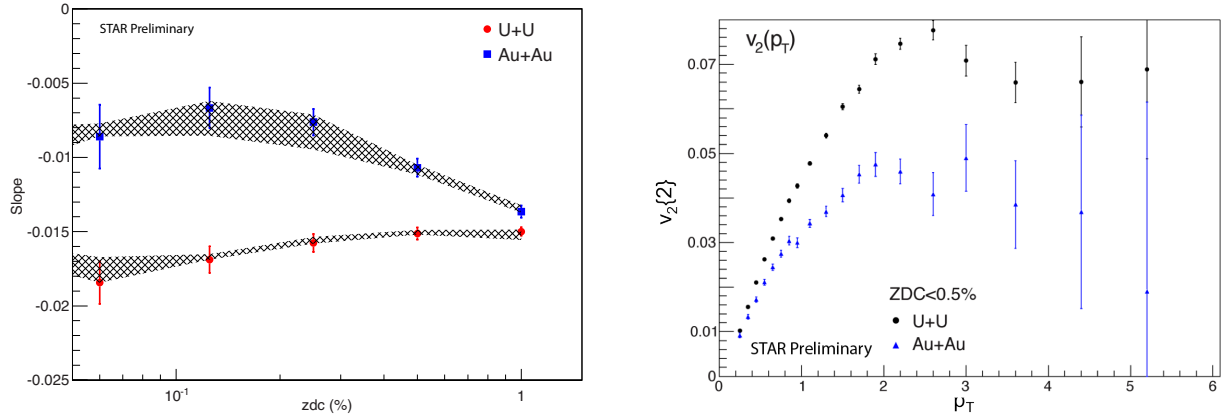 STAR Preliminary
U+U
Au+Au
Slope
0
-0.005
-0.01
-0.015
-0.02
-0.025
10⁻¹
1
zdc (%)
v₂(p_T)
v₂{2}
0.07
0.05
0.03
0.01
0
ZDC<0.5%
U+U
Au+Au
STAR Preliminary
0
1
2
3
4
5
6
p_T